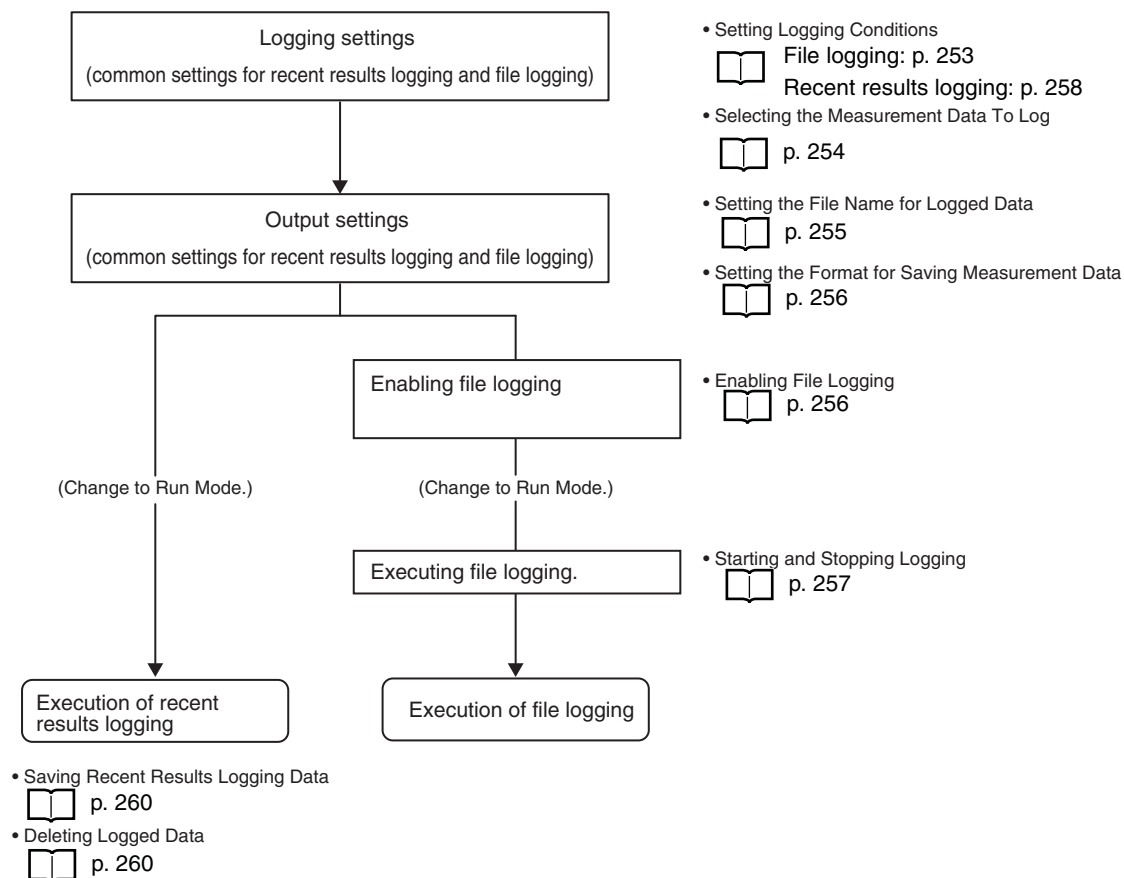 Logging settings
(common settings for recent results logging and file logging)
• Setting Logging Conditions
File logging: p. 253
Recent results logging: p. 258
• Selecting the Measurement Data To Log
p. 254
Output settings
(common settings for recent results logging and file logging)
• Setting the File Name for Logged Data
p. 255
• Setting the Format for Saving Measurement Data
p. 256
Enabling file logging
• Enabling File Logging
p. 256
(Change to Run Mode.)
(Change to Run Mode.)
Executing file logging.
• Starting and Stopping Logging
p. 257
Execution of recent
results logging
Execution of file logging
• Saving Recent Results Logging Data
p. 260
• Deleting Logged Data
p. 260